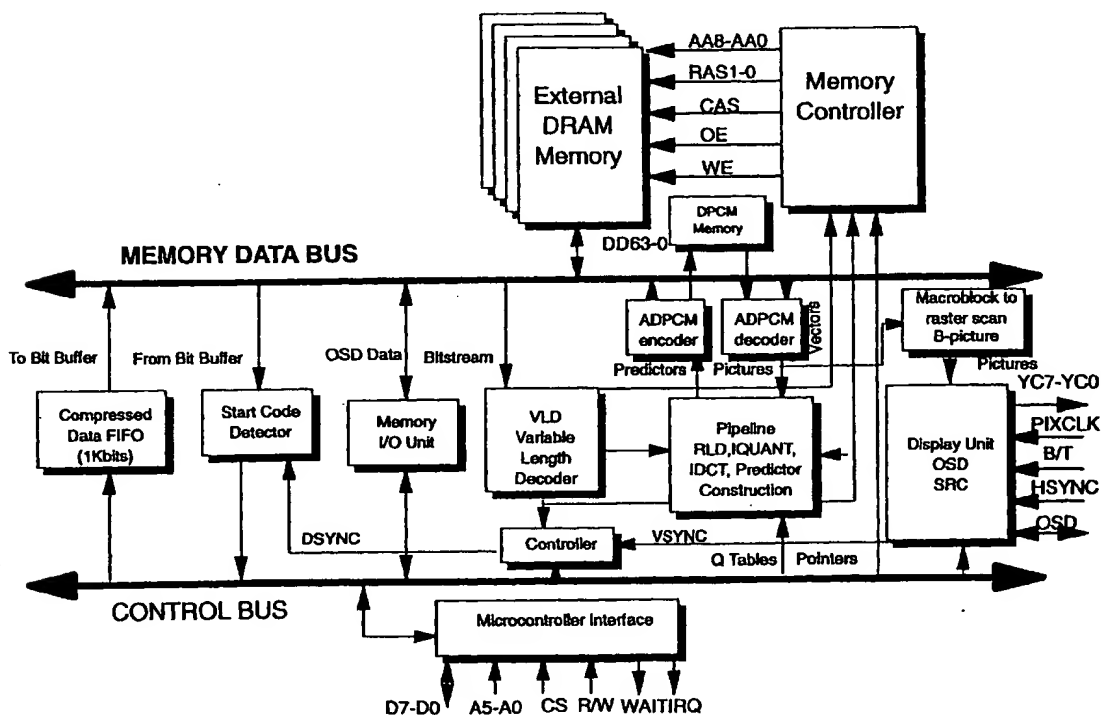 AA8-AA0
RAS1-0
CAS
OE
WE
External
DRAM
Memory
Memory
Controller
DPCM
Memory
DD63-0
MEMORY DATA BUS
To Bit Buffer
From Bit Buffer
OSD Data
Bitstream
ADPCM
encoder
ADPCM
decoder
Vectors
Macroblock to
raster scan
B-picture
Predictors
Pictures
Pictures
Compressed
Data FIFO
(1Kbits)
Start Code
Detector
Memory
I/O Unit
VLD
Variable
Length
Decoder
Pipeline
RLD,IQUANT,
IDCT, Predictor
Construction
Display Unit
OSD
SRC
YC7-YC0
PIXCLK
B/T
HSYNC
OSD
DSYNC
Controller
VSYNC
Q Tables
Pointers
CONTROL BUS
Microcontroller Interface
D7-D0
A5-A0
CS
R/W
WAIT
IRQ